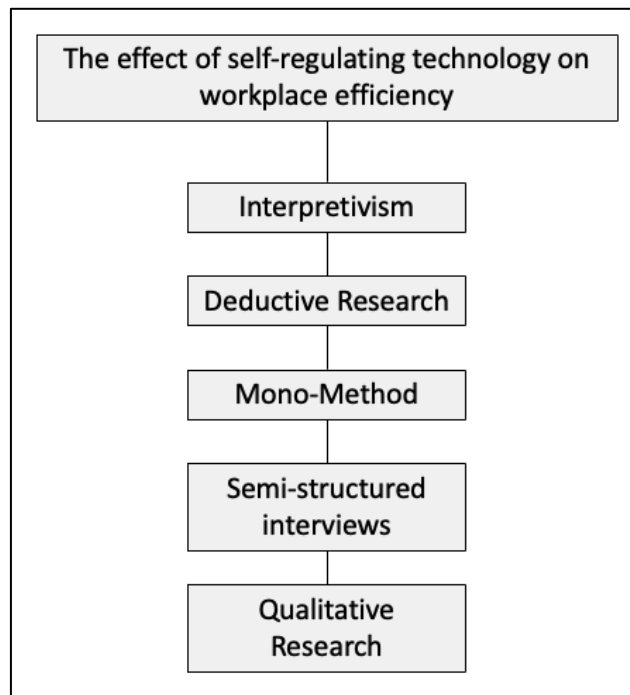 The effect of self-regulating technology on
workplace efficiency
Interpretivism
Deductive Research
Mono-Method
Semi-structured
interviews
Qualitative
Research